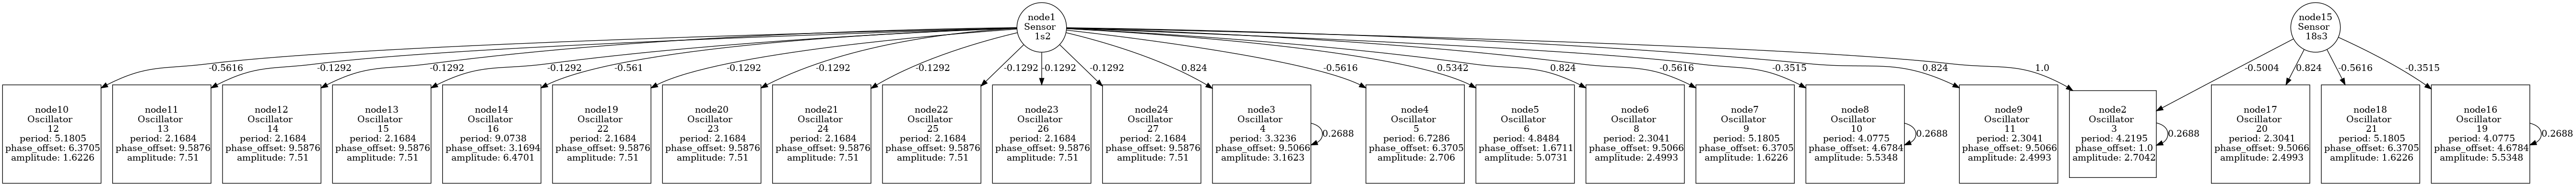 node1
Sensor
1s2
node15
Sensor
18s3
-0.5616
-0.1292
-0.1292
-0.1292
-0.561
-0.1292
-0.1292
-0.1292
-0.1292
-0.1292
-0.1292
0.824
-0.5616
0.5342
0.824
-0.5616
-0.3515
0.824
1.0
-0.5004
0.824
-0.5616
-0.3515
node10
Oscillator
12
period: 5.1805
phase_offset: 6.3705
amplitude: 1.6226
node11
Oscillator
13
period: 2.1684
phase_offset: 9.5876
amplitude: 7.51
node12
Oscillator
14
period: 2.1684
phase_offset: 9.5876
amplitude: 7.51
node13
Oscillator
15
period: 2.1684
phase_offset: 9.5876
amplitude: 7.51
node14
Oscillator
16
period: 9.0738
phase_offset: 3.1694
amplitude: 6.4701
node19
Oscillator
22
period: 2.1684
phase_offset: 9.5876
amplitude: 7.51
node20
Oscillator
23
period: 2.1684
phase_offset: 9.5876
amplitude: 7.51
node21
Oscillator
24
period: 2.1684
phase_offset: 9.5876
amplitude: 7.51
node22
Oscillator
25
period: 2.1684
phase_offset: 9.5876
amplitude: 7.51
node23
Oscillator
26
period: 2.1684
phase_offset: 9.5876
amplitude: 7.51
node24
Oscillator
27
period: 2.1684
phase_offset: 9.5876
amplitude: 7.51
node3
Oscillator
4
period: 3.3236
phase_offset: 9.5066
amplitude: 3.1623
0.2688
node4
Oscillator
5
period: 6.7286
phase_offset: 6.3705
amplitude: 2.706
node5
Oscillator
6
period: 4.8484
phase_offset: 1.6711
amplitude: 5.0731
node6
Oscillator
8
period: 2.3041
phase_offset: 9.5066
amplitude: 2.4993
node7
Oscillator
9
period: 5.1805
phase_offset: 6.3705
amplitude: 1.6226
node8
Oscillator
10
period: 4.0775
phase_offset: 4.6784
amplitude: 5.5348
0.2688
node9
Oscillator
11
period: 2.3041
phase_offset: 9.5066
amplitude: 2.4993
node2
Oscillator
3
period: 4.2195
phase_offset: 1.0
amplitude: 2.7042
0.2688
node17
Oscillator
20
period: 2.3041
phase_offset: 9.5066
amplitude: 2.4993
node18
Oscillator
21
period: 5.1805
phase_offset: 6.3705
amplitude: 1.6226
node16
Oscillator
19
period: 4.0775
phase_offset: 4.6784
amplitude: 5.5348
0.2688